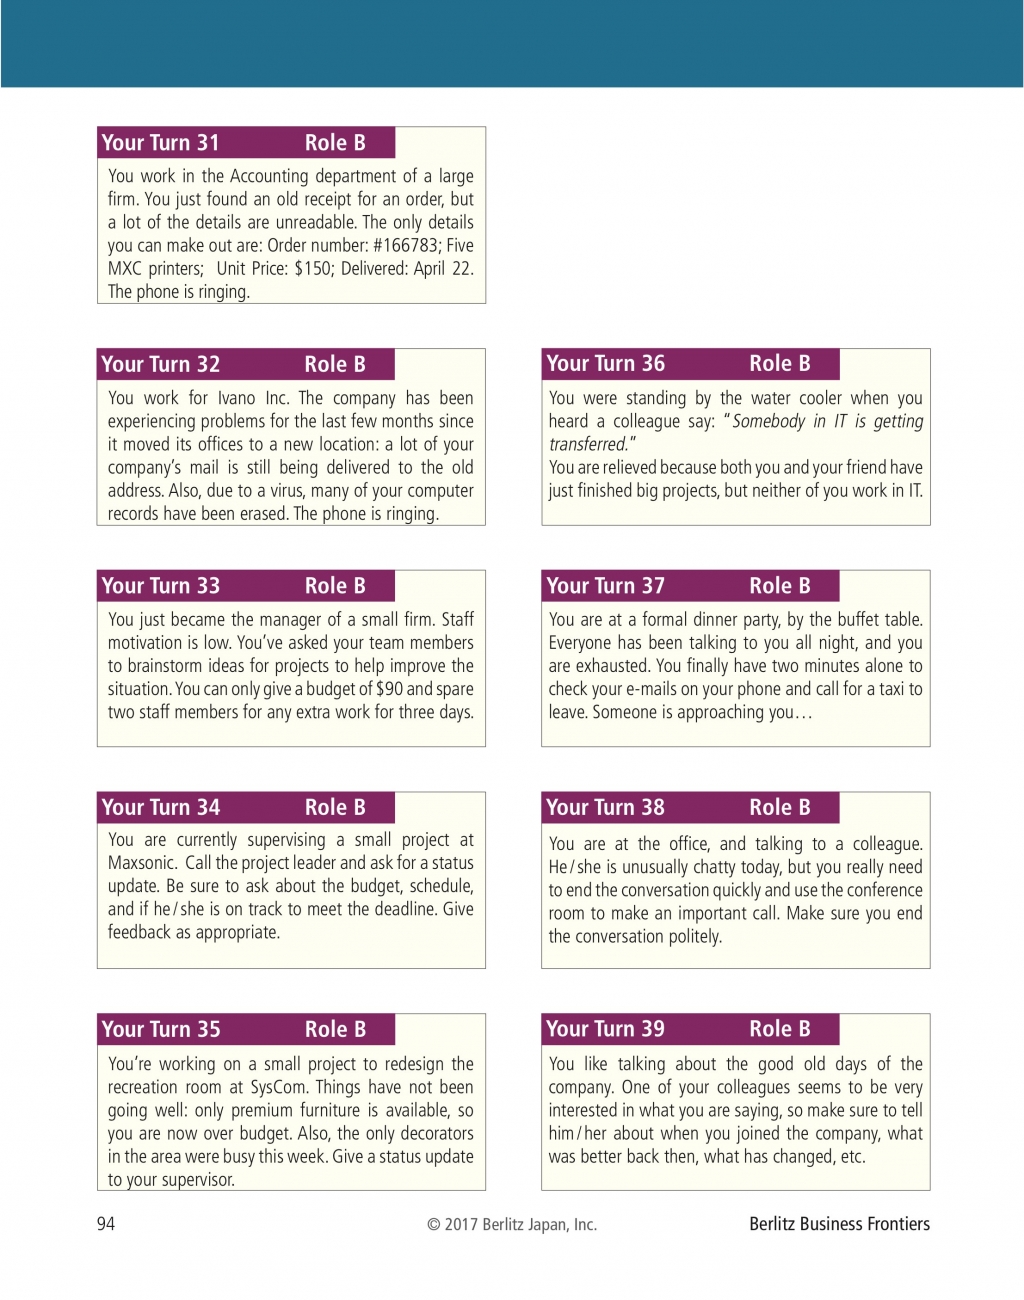 Your Turn 31 Role B
You work in the Accounting department of a large
firm. You just found an old receipt for an order, but
a lot of the details are unreadable. The only details
you can make out are: Order number: #166783; Five
MXC printers;  Unit Price: $150; Delivered: April 22.
The phone is ringing.
Your Turn 32 Role B
You work for Ivano Inc. The company has been
experiencing problems for the last few months since
it moved its offices to a new location: a lot of your
company's mail is still being delivered to the old
address. Also, due to a virus, many of your computer
records have been erased. The phone is ringing.
Your Turn 33 Role B
You just became the manager of a small firm. Staff
motivation is low. You've asked your team members
to brainstorm ideas for projects to help improve the
situation. You can only give a budget of $90 and spare
two staff members for any extra work for three days.
Your Turn 34 Role B
You are currently supervising a small project at
Maxsonic.  Call the project leader and ask for a status
update. Be sure to ask about the budget, schedule,
and if he/she is on track to meet the deadline. Give
feedback as appropriate.
Your Turn 35 Role B
You're working on a small project to redesign the
recreation room at SysCom. Things have not been
going well: only premium furniture is available, so
you are now over budget. Also, the only decorators
in the area were busy this week. Give a status update
to your supervisor.
Your Turn 36 Role B
You were standing by the water cooler when you
heard a colleague say: "Somebody in IT is getting
transferred."
You are relieved because both you and your friend have
just finished big projects, but neither of you work in IT.
Your Turn 37 Role B
You are at a formal dinner party, by the buffet table.
Everyone has been talking to you all night, and you
are exhausted. You finally have two minutes alone to
check your e-mails on your phone and call for a taxi to
leave. Someone is approaching you…
Your Turn 38 Role B
You are at the office, and talking to a colleague.
He/she is unusually chatty today, but you really need
to end the conversation quickly and use the conference
room to make an important call. Make sure you end
the conversation politely.
Your Turn 39 Role B
You like talking about the good old days of the
company. One of your colleagues seems to be very
interested in what you are saying, so make sure to tell
him/her about when you joined the company, what
was better back then, what has changed, etc.
94 © 2017 Berlitz Japan, Inc. Berlitz Business Frontiers